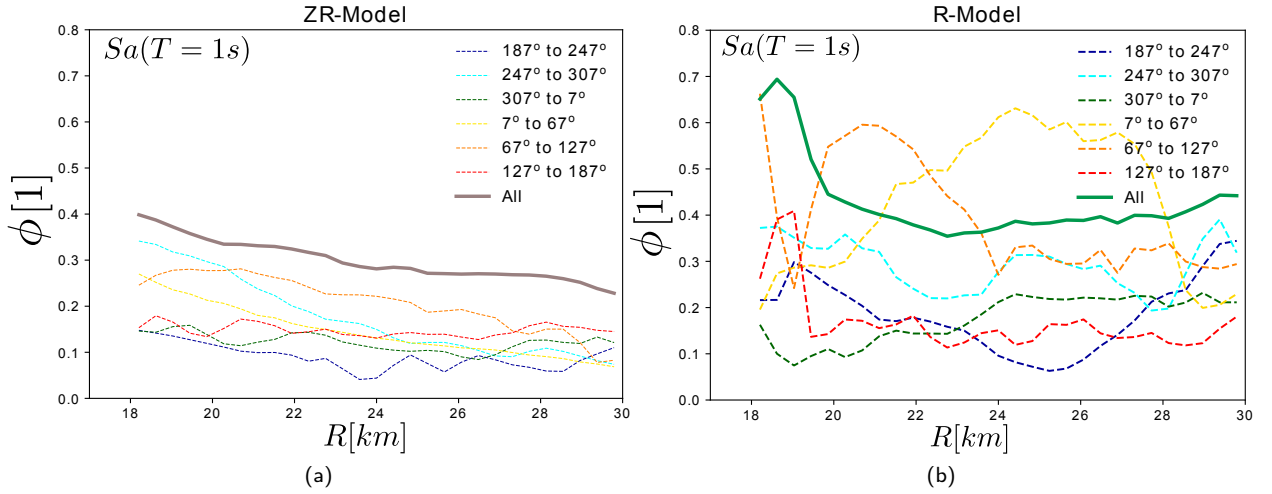 ZR-Model
Sa(T = 1s)
187° to 247°
247° to 307°
307° to 7°
7° to 67°
67° to 127°
127° to 187°
All
ϕ[1]
0.8
0.7
0.6
0.5
0.4
0.3
0.2
0.1
0.0
18 20 22 24 26 28 30
R[km]
(a)
R-Model
Sa(T = 1s)
187° to 247°
247° to 307°
307° to 7°
7° to 67°
67° to 127°
127° to 187°
All
ϕ[1]
0.8
0.7
0.6
0.5
0.4
0.3
0.2
0.1
0.0
18 20 22 24 26 28 30
R[km]
(b)